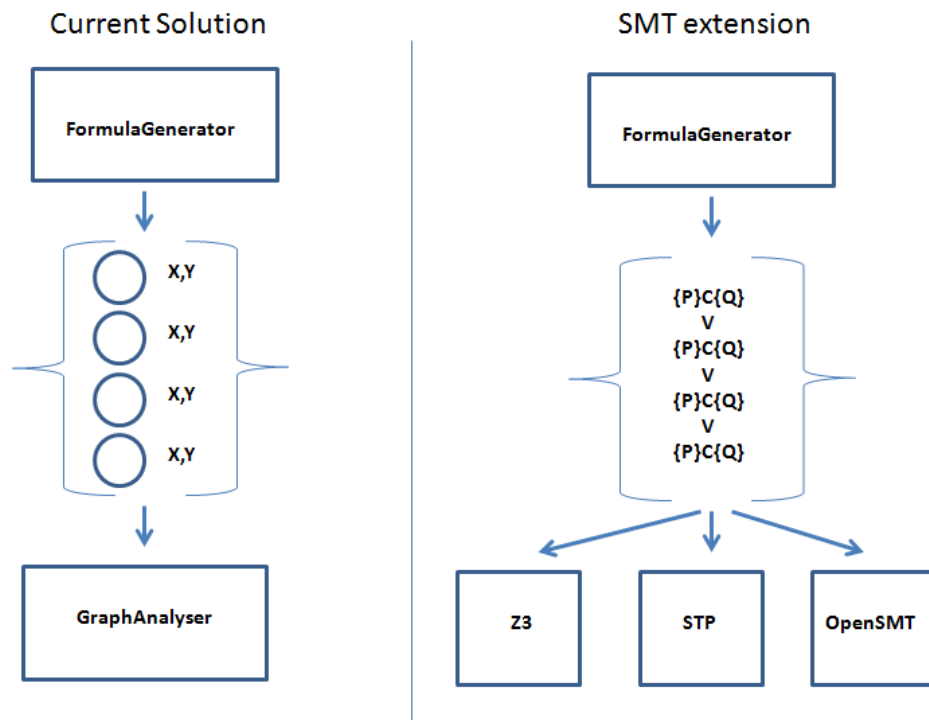 Current Solution
FormulaGenerator
X,Y
X,Y
X,Y
X,Y
GraphAnalyser
SMT extension
FormulaGenerator
{P}C{Q}
V
{P}C{Q}
V
{P}C{Q}
V
{P}C{Q}
Z3
STP
OpenSMT